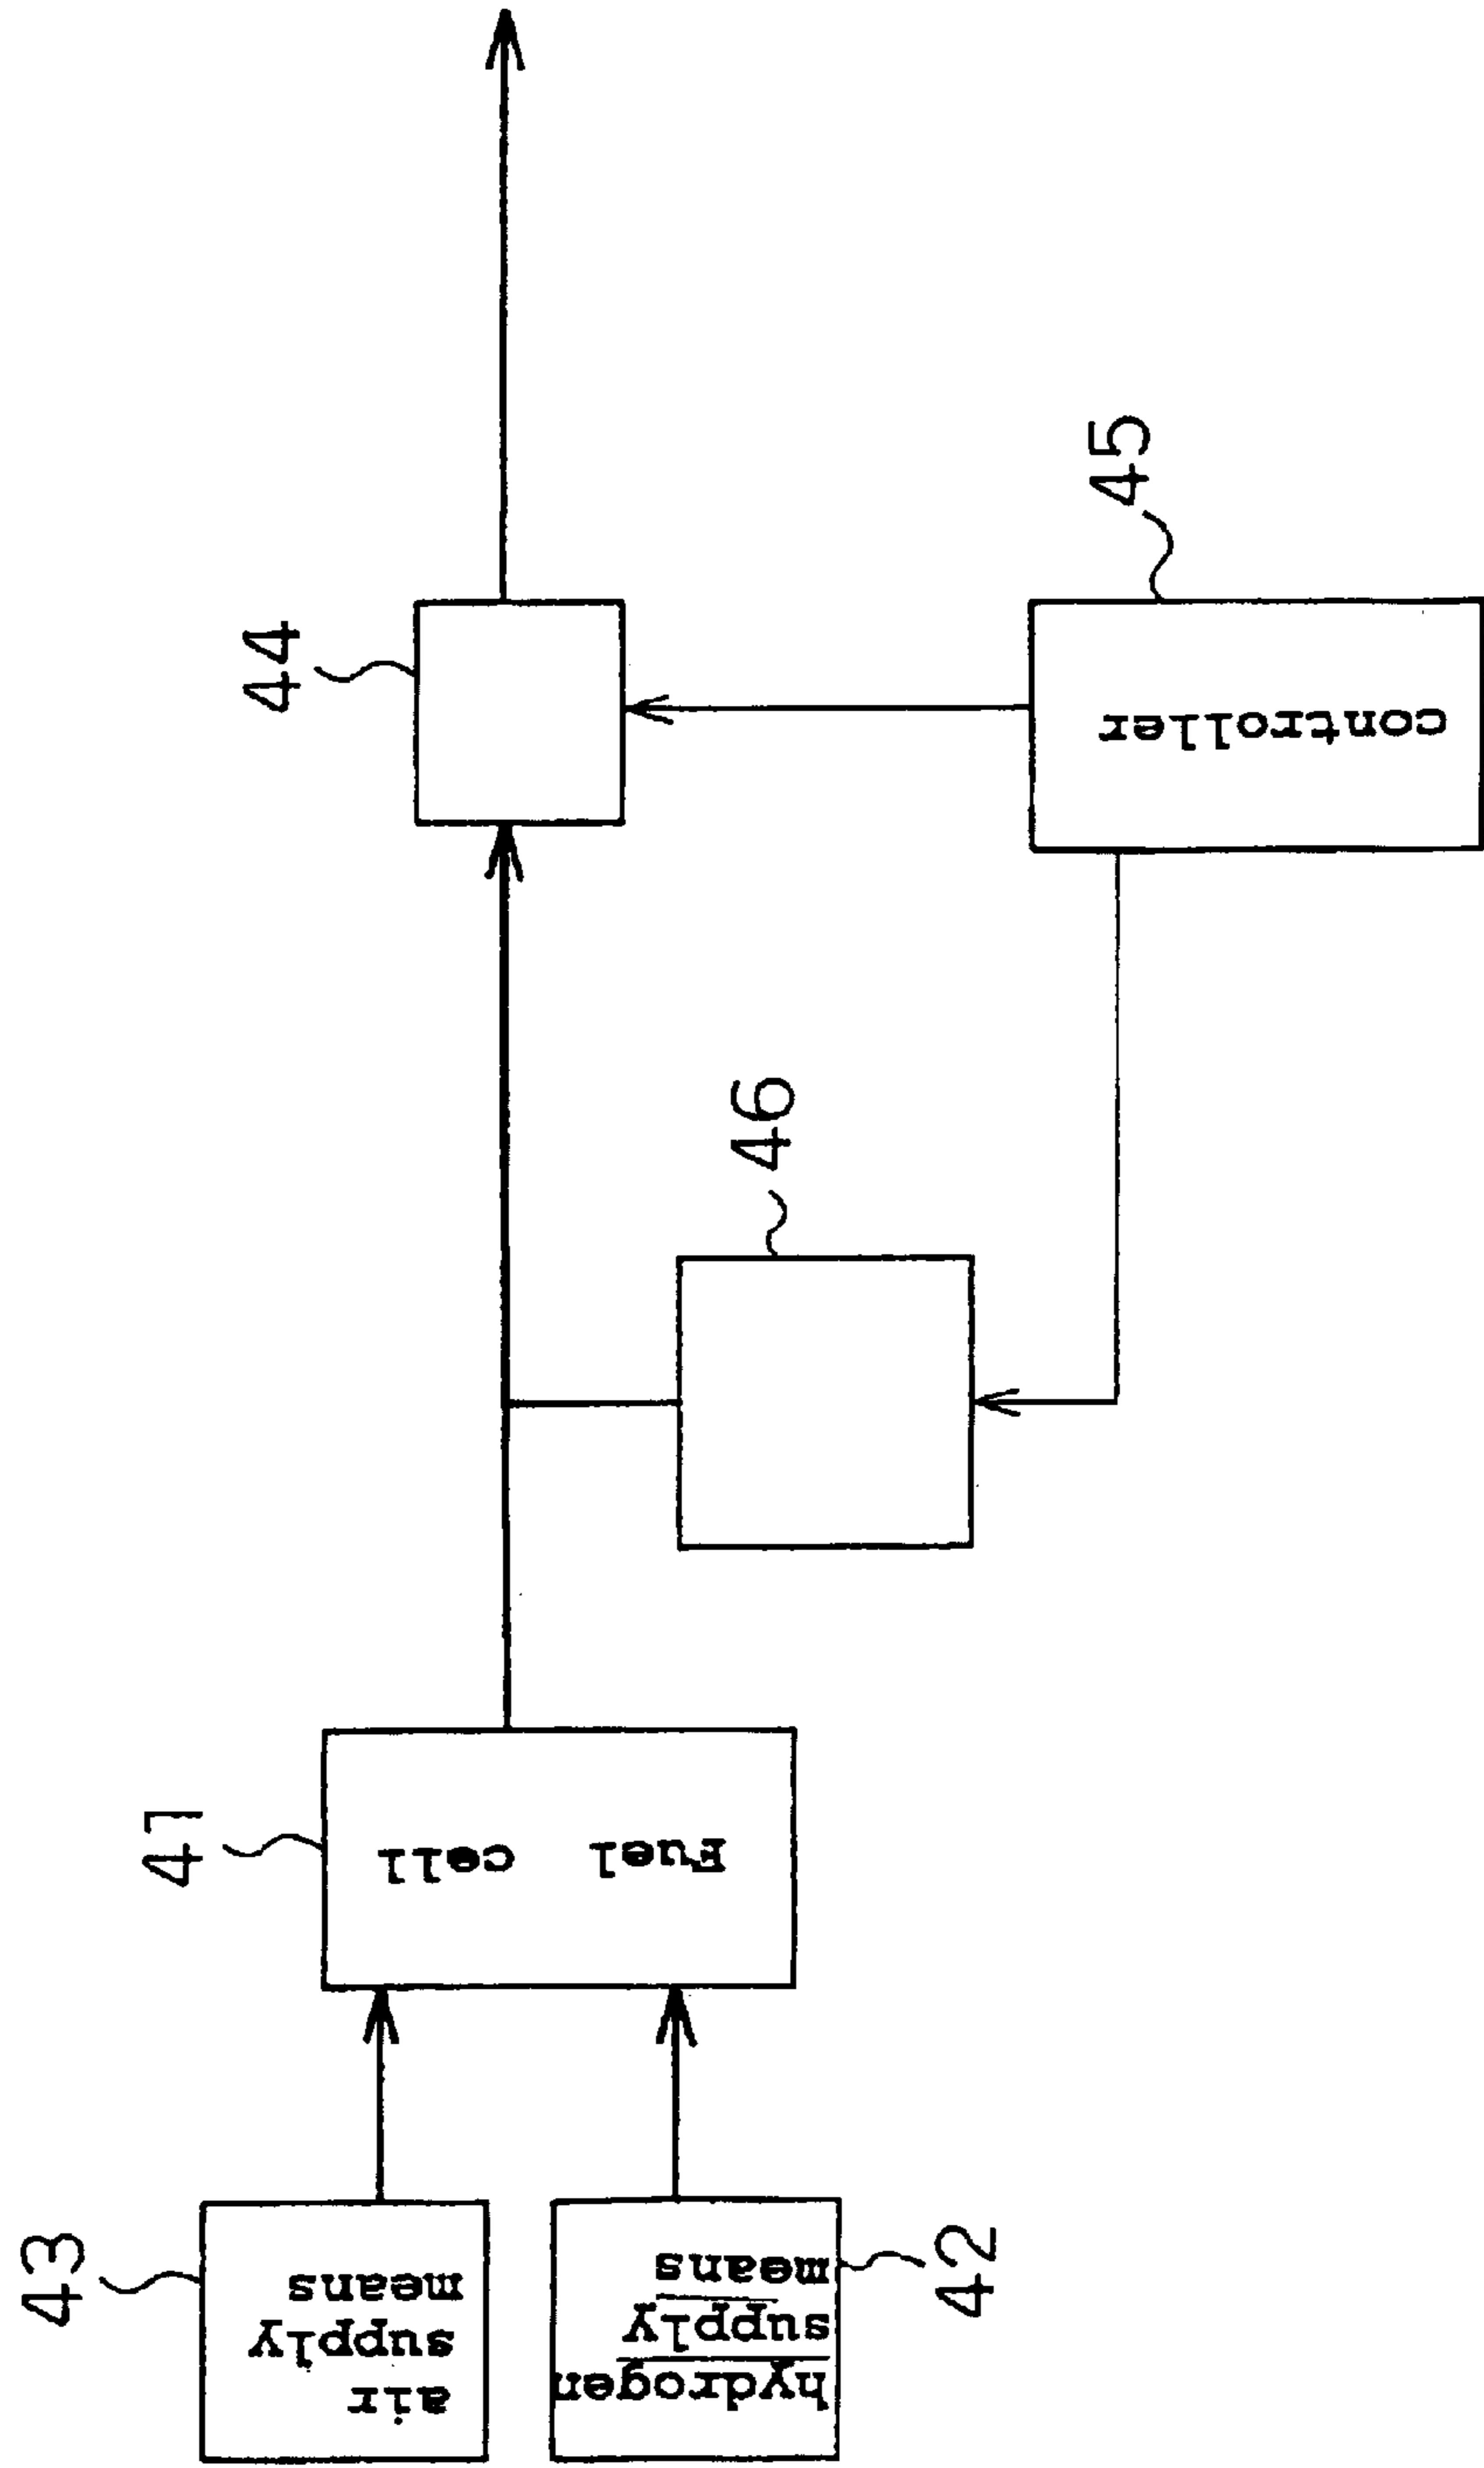 43
air
supply
means
hydrogen
supply
means
42
41
Fuel cell
46
44
controller
45